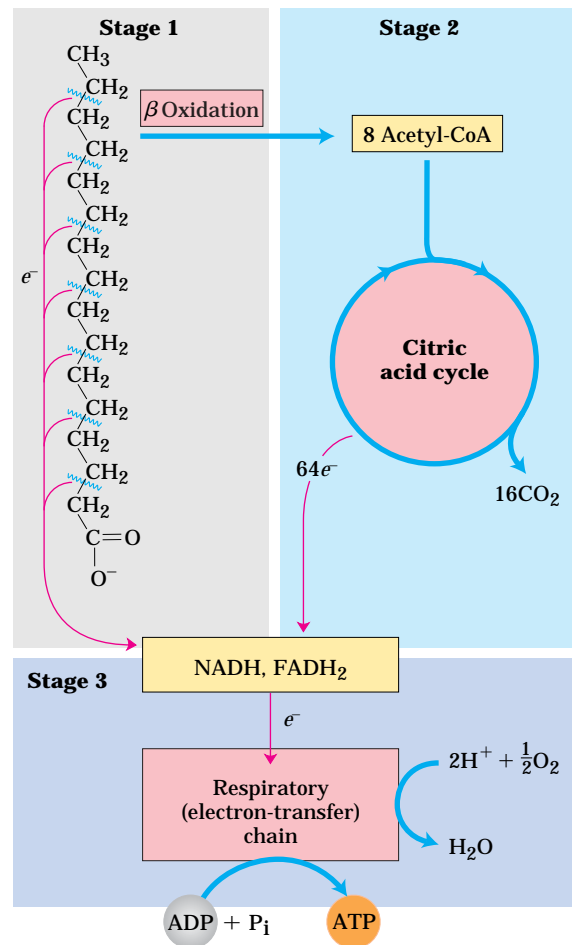 Stage 1
CH₃
CH₂
CH₂
CH₂
CH₂
CH₂
CH₂
CH₂
CH₂
CH₂
CH₂
CH₂
CH₂
CH₂
CH₂
C=O
O⁻
e⁻
β Oxidation
Stage 2
8 Acetyl-CoA
Citric
acid cycle
64e⁻
16CO₂
Stage 3
NADH, FADH₂
e⁻
Respiratory
(electron-transfer)
chain
2H⁺ + ½O₂
H₂O
ADP + Pᵢ
ATP